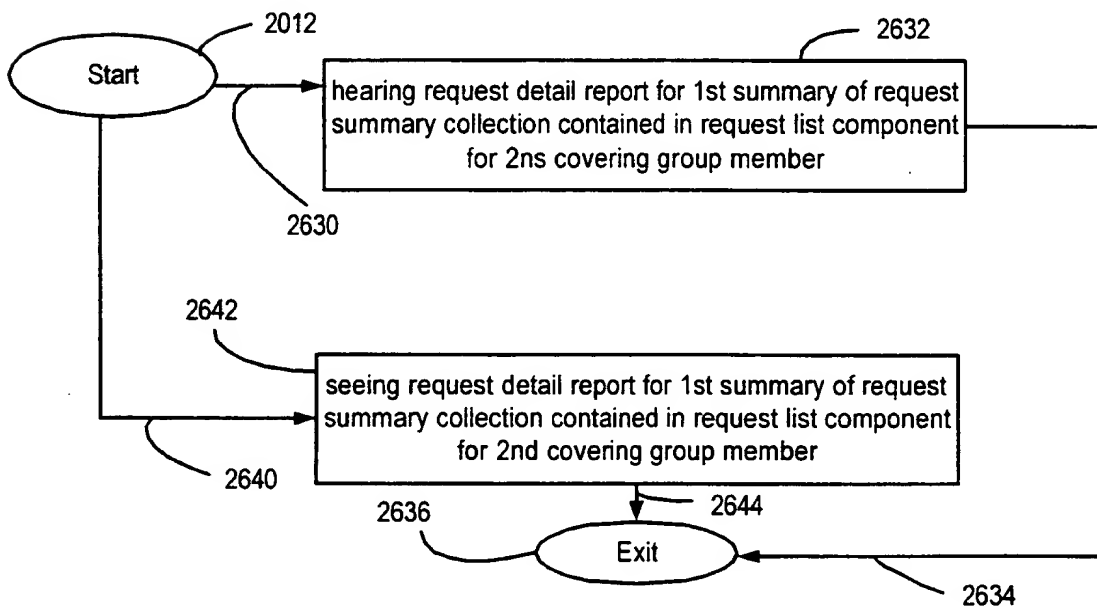 2012
2632
Start
hearing request detail report for 1st summary of request
summary collection contained in request list component
for 2ns covering group member
2630
2642
seeing request detail report for 1st summary of request
summary collection contained in request list component
for 2nd covering group member
2640
2644
2636
Exit
2634